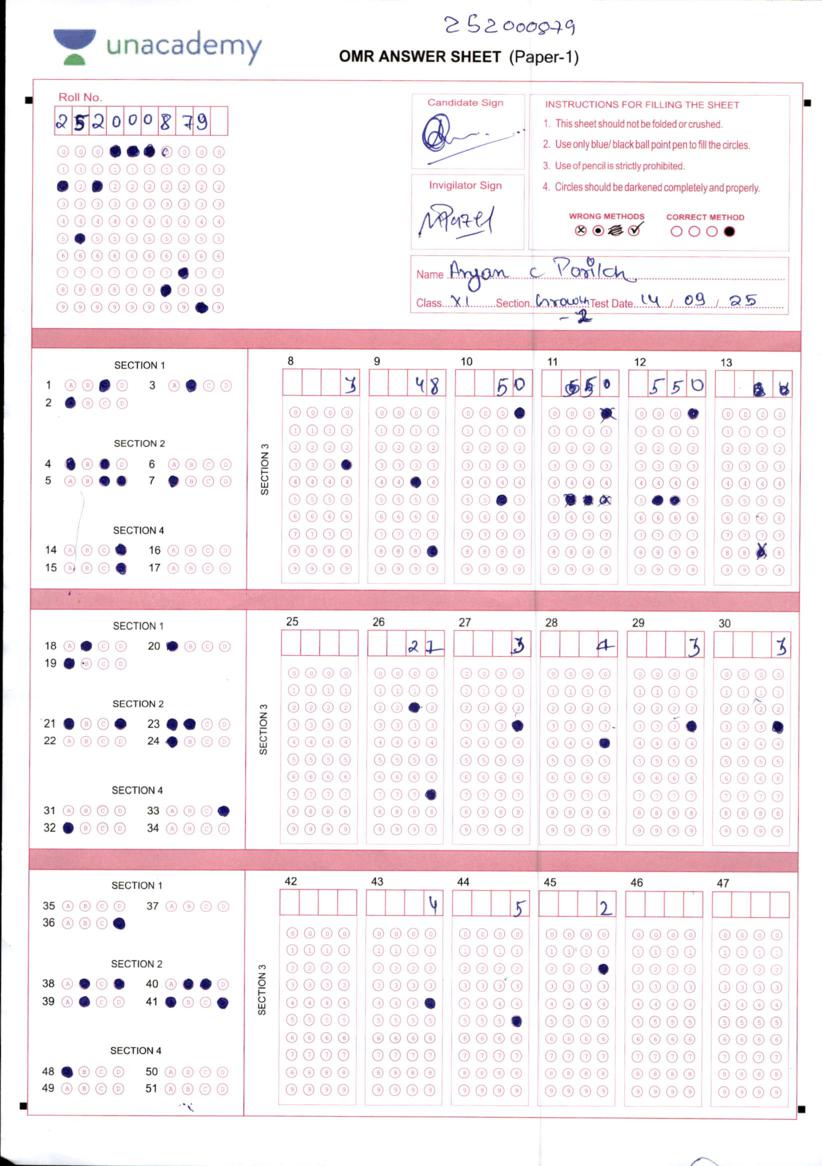 252000879
unacademy
OMR ANSWER SHEET (Paper-1)
Roll No.
252000879
Candidate Sign
Invigilator Sign
INSTRUCTIONS FOR FILLING THE SHEET
1. This sheet should not be folded or crushed.
2. Use only blue/ black ball point pen to fill the circles.
3. Use of pencil is strictly prohibited.
4. Circles should be darkened completely and properly.
WRONG METHODS CORRECT METHOD
Name Aryan C Parikh
Class XI Section Growth Test Date 14 / 09 / 25
- 2
SECTION 1
1 A B C D 3 A B C D
2 A B C D
SECTION 2
4 A B C D 6 A B C D
5 A B C D 7 A B C D
SECTION 4
14 A B C D 16 A B C D
15 A B C D 17 A B C D
SECTION 3
8 9 10 11 12 13
3 48 50 550 550
SECTION 1
18 A B C D 20 A B C D
19 A B C D
SECTION 2
21 A B C D 23 A B C D
22 A B C D 24 A B C D
SECTION 4
31 A B C D 33 A B C D
32 A B C D 34 A B C D
SECTION 3
25 26 27 28 29 30
27 3 4 3 3
SECTION 1
35 A B C D 37 A B C D
36 A B C D
SECTION 2
38 A B C D 40 A B C D
39 A B C D 41 A B C D
SECTION 4
48 A B C D 50 A B C D
49 A B C D 51 A B C D
SECTION 3
42 43 44 45 46 47
4 5 2